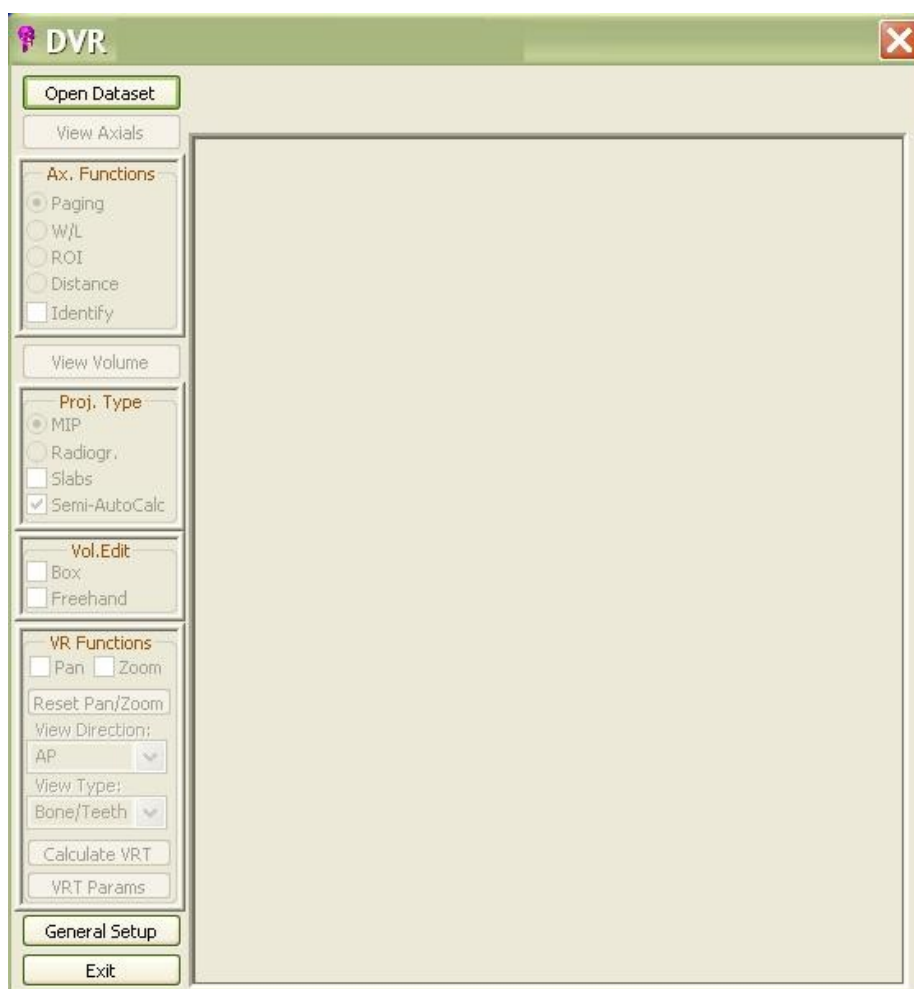 DVR
Open Dataset
View Axials
Ax. Functions
Paging
W/L
ROI
Distance
Identify
View Volume
Proj. Type
MIP
Radiogr.
Slabs
Semi-AutoCalc
Vol.Edit
Box
Freehand
VR Functions
Pan Zoom
Reset Pan/Zoom
View Direction:
AP
View Type:
Bone/Teeth
Calculate VRT
VRT Params
General Setup
Exit